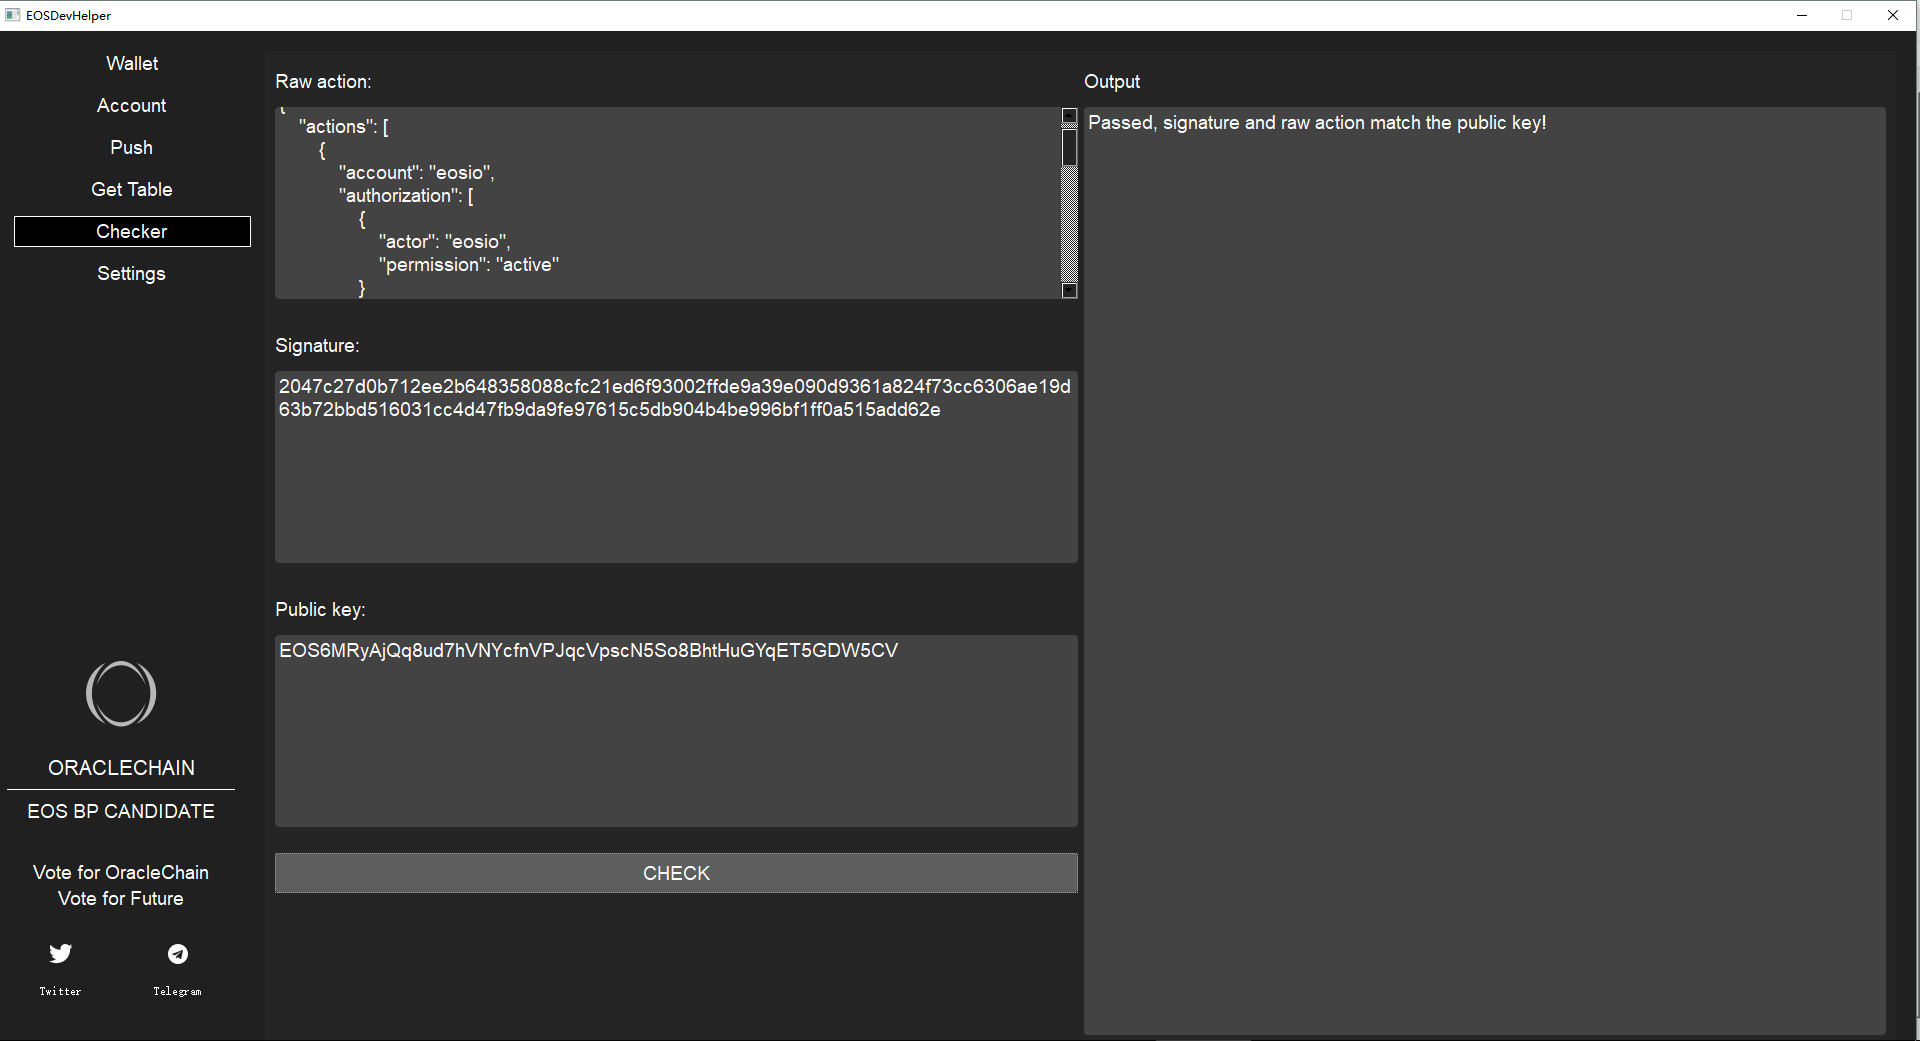 EOSDevHelper
Wallet
Account
Push
Get Table
Checker
Settings
ORACLECHAIN
EOS BP CANDIDATE
Vote for OracleChain
Vote for Future
Twitter
Telegram
Raw action:
{
"actions": [
{
"account": "eosio",
"authorization": [
{
"actor": "eosio",
"permission": "active"
}
Signature:
2047c27d0b712ee2b648358088cfc21ed6f93002ffde9a39e090d9361a824f73cc6306ae19d
63b72bbd516031cc4d47fb9da9fe97615c5db904b4be996bf1ff0a515add62e
Public key:
EOS6MRyAjQq8ud7hVNYcfnVPJqcVpscN5So8BhtHuGYqET5GDW5CV
CHECK
Output
Passed, signature and raw action match the public key!